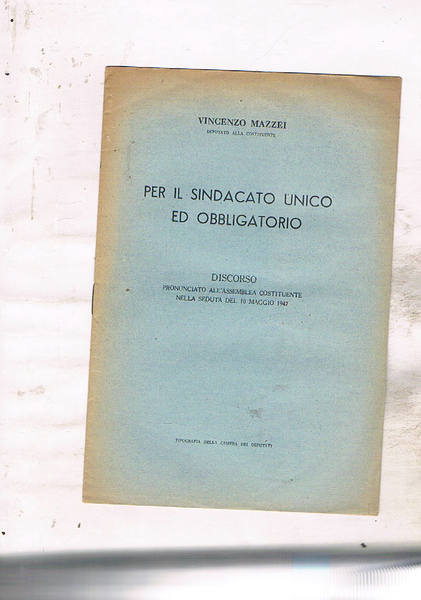 VINCENZO MAZZEI
DEPUTATO ALLA COSTITUENTE
PER IL SINDACATO UNICO
ED OBBLIGATORIO
DISCORSO
PRONUNCIATO ALL'ASSEMBLEA COSTITUENTE
NELLA SEDUTA DEL 10 MAGGIO 1947
TIPOGRAFIA DELLA CAMERA DEI DEPUTATI